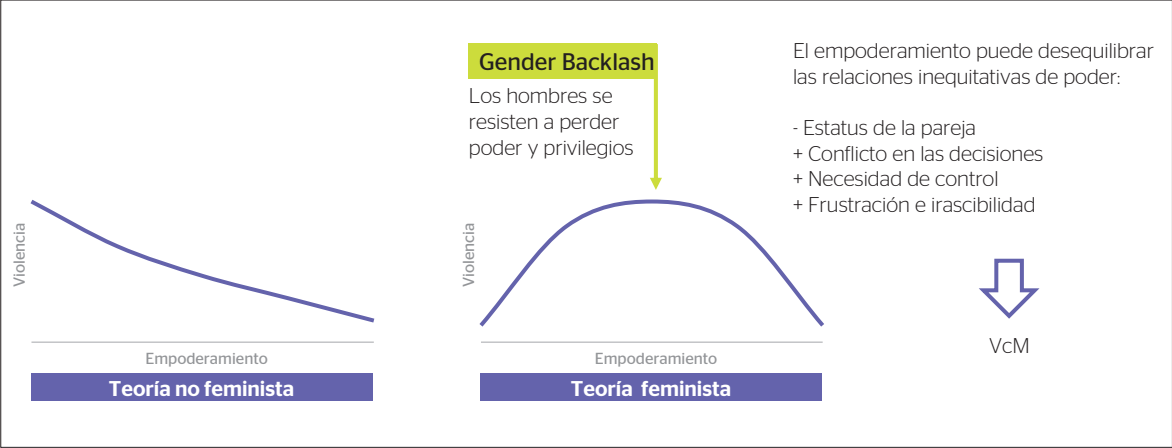 Violencia
Empoderamiento
Teoría no feminista
Gender Backlash
Los hombres se
resisten a perder
poder y privilegios
Violencia
Empoderamiento
Teoría feminista
El empoderamiento puede desequilibrar
las relaciones inequitativas de poder:
- Estatus de la pareja
+ Conflicto en las decisiones
+ Necesidad de control
+ Frustración e irascibilidad
VcM